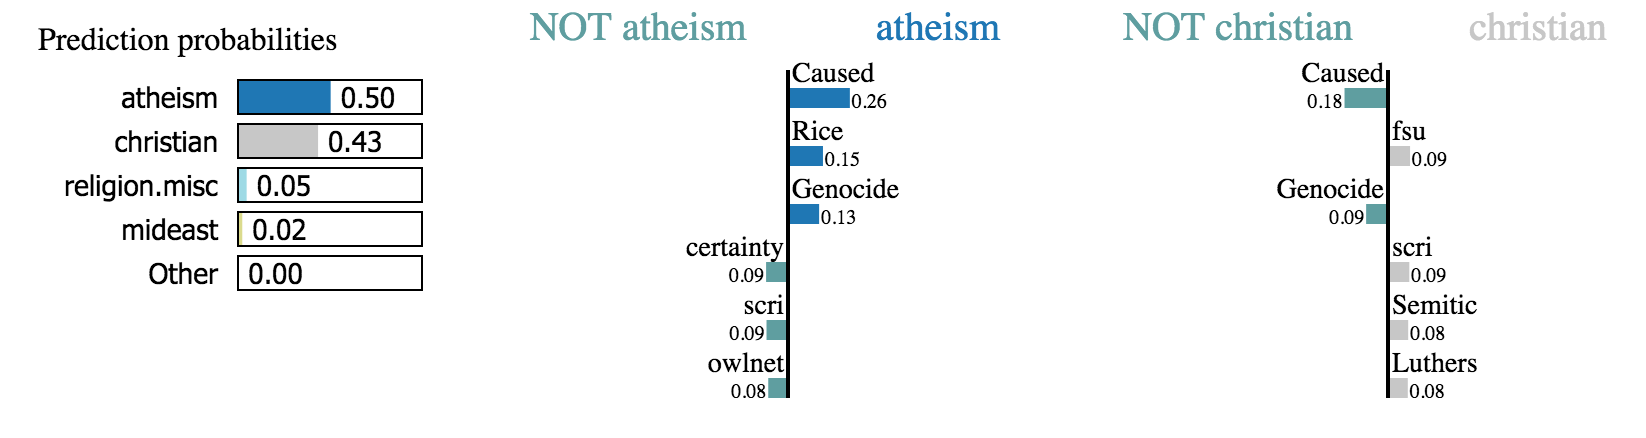 Prediction probabilities
atheism 0.50
christian 0.43
religion.misc 0.05
mideast 0.02
Other 0.00
NOT atheism atheism
Caused
0.26
Rice
0.15
Genocide
0.13
certainty
0.09
scri
0.09
owlnet
0.08
NOT christian christian
Caused
0.18
fsu
0.09
Genocide
0.09
scri
0.09
Semitic
0.08
Luthers
0.08